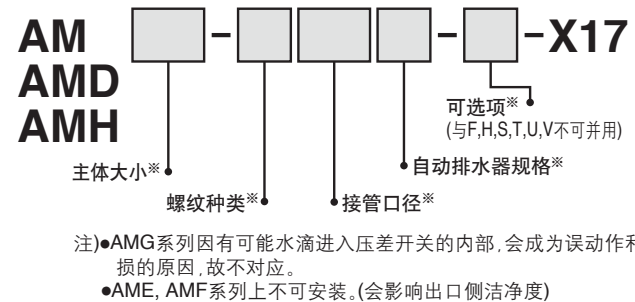 AM
AMD
AMH
- - - -X17
可选项※
(与F,H,S,T,U,V不可并用)
主体大小※
自动排水器规格※
螺纹种类※
接管口径※
注)●AMG系列因有可能水滴进入压差开关的内部,会成为误动作和
损的原因,故不对应。
●AME, AMF系列上不可安装。(会影响出口侧洁净度)